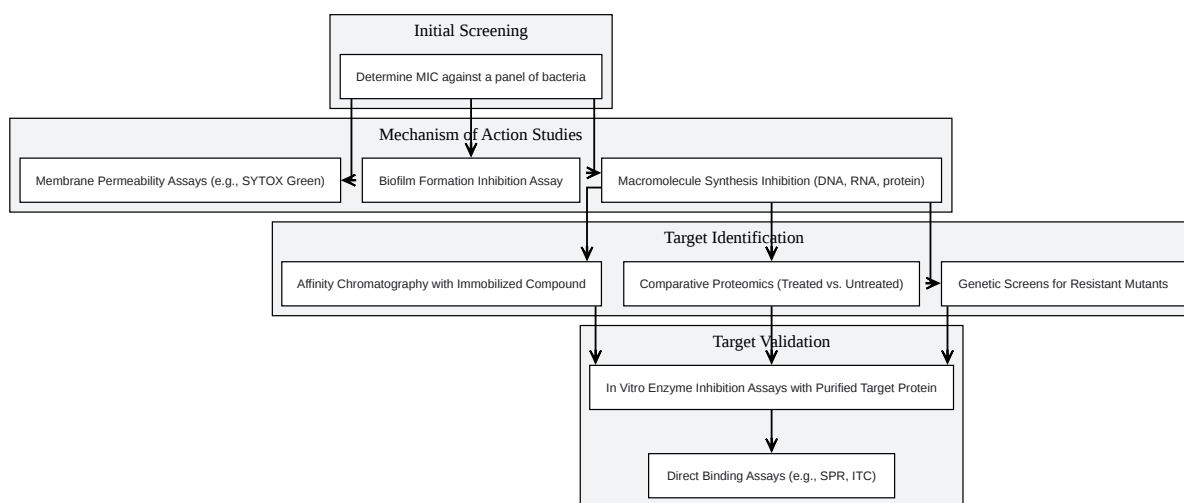 Initial Screening
Determine MIC against a panel of bacteria
Mechanism of Action Studies
Membrane Permeability Assays (e.g., SYTOX Green)
Biofilm Formation Inhibition Assay
Macromolecule Synthesis Inhibition (DNA, RNA, protein)
Target Identification
Affinity Chromatography with Immobilized Compound
Comparative Proteomics (Treated vs. Untreated)
Genetic Screens for Resistant Mutants
Target Validation
In Vitro Enzyme Inhibition Assays with Purified Target Protein
Direct Binding Assays (e.g., SPR, ITC)